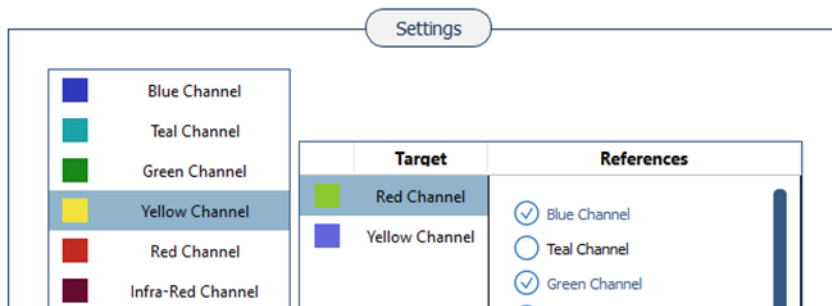 Settings
Blue Channel
Teal Channel
Green Channel
Yellow Channel
Red Channel
Infra-Red Channel
Target
References
Red Channel
Yellow Channel
Blue Channel
Teal Channel
Green Channel